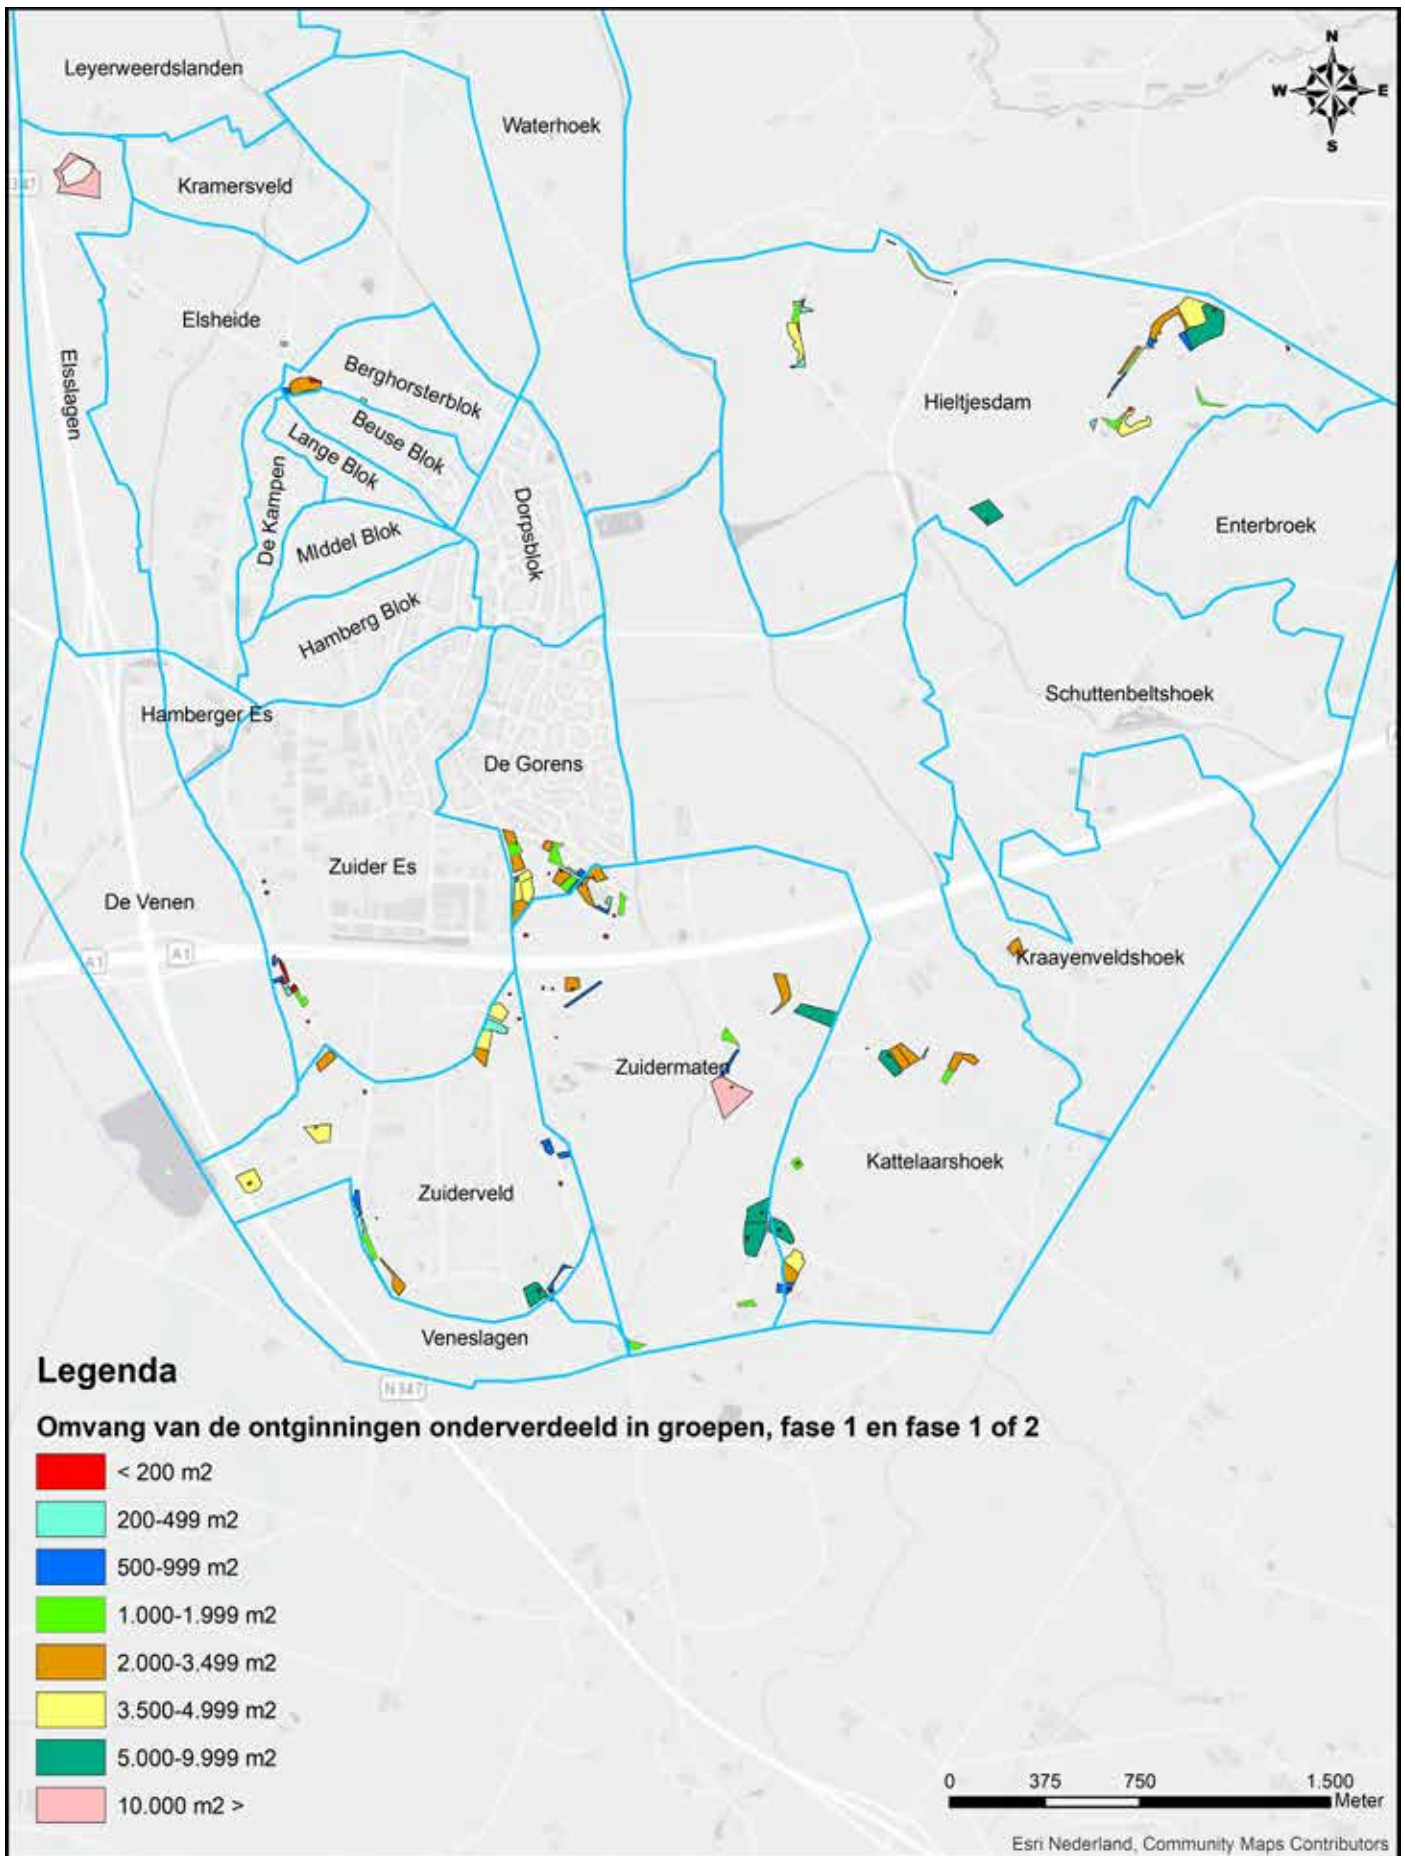 N
W E
S
Leyerweerdslanden
Waterhoek
Kramersveld
Elsheide
Elsslagen
Berghorsterblok
Beuse Blok
Lange Blok
De Kampen
MIddel Blok
Hamberg Blok
Dorpsblok
Hieltjesdam
Enterbroek
Schuttenbeltshoek
Hamberger Es
De Gorens
Zuider Es
De Venen
A1
A1
Kraayenveldshoek
Zuidermaten
Kattelaarshoek
Zuiderveld
Veneslagen
N347
Legenda
Omvang van de ontginningen onderverdeeld in groepen, fase 1 en fase 1 of 2
< 200 m2
200-499 m2
500-999 m2
1.000-1.999 m2
2.000-3.499 m2
3.500-4.999 m2
5.000-9.999 m2
10.000 m2 >
0 375 750 1.500
Meter
Esri Nederland, Community Maps Contributors